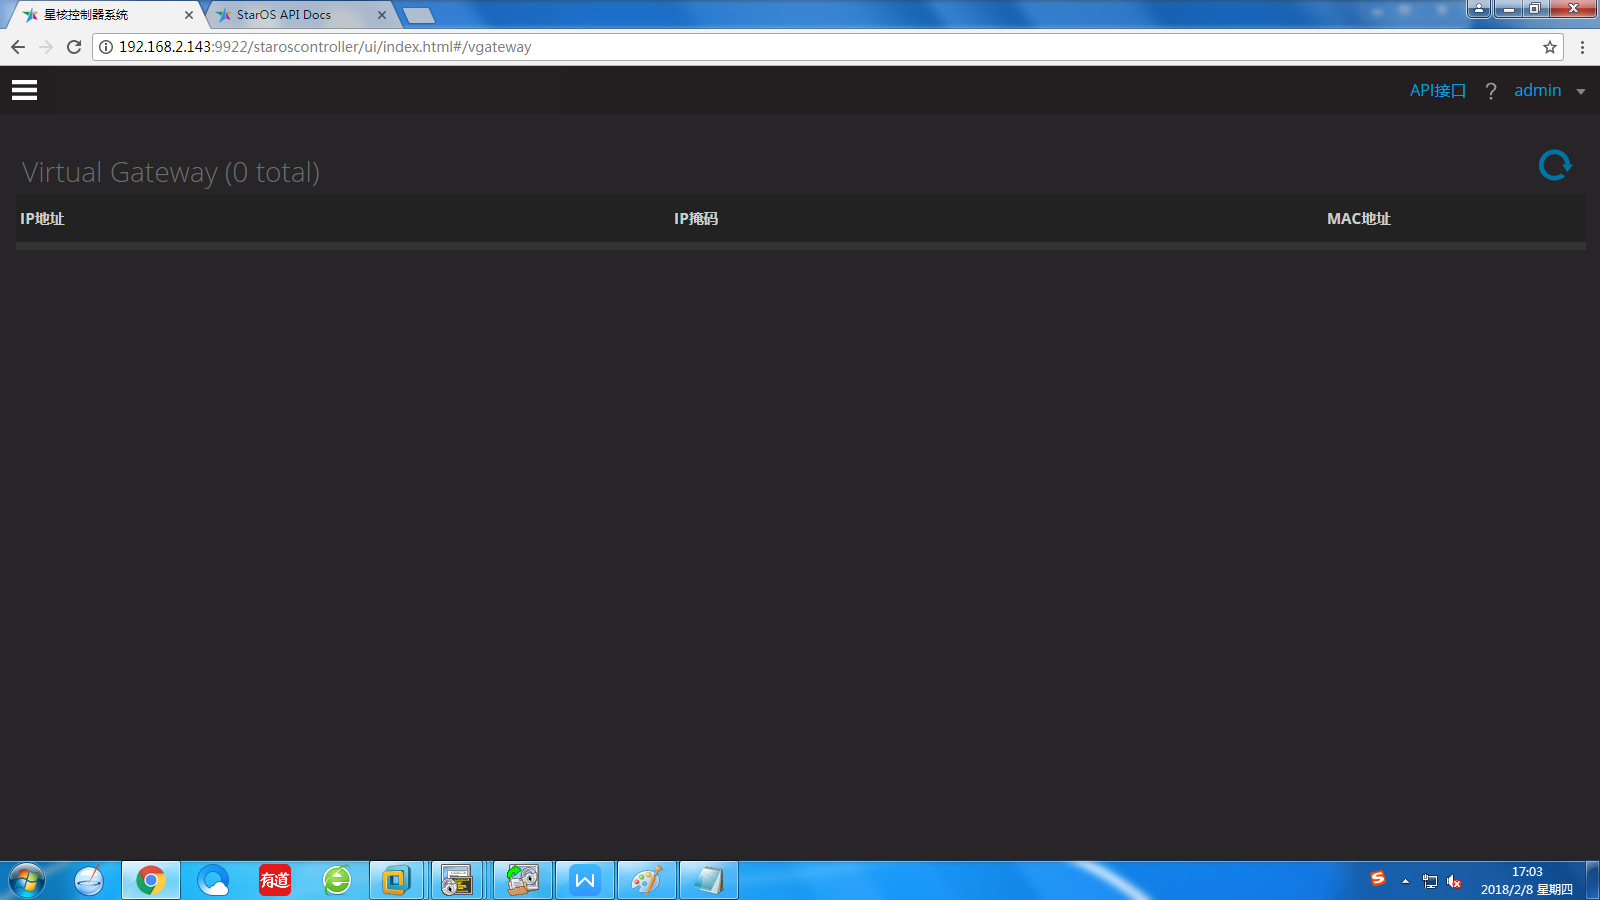 星核控制器系统
StarOS API Docs
192.168.2.143:9922/staroscontroller/ui/index.html#/vgateway
API接口 ? admin
Virtual Gateway (0 total)
IP地址 IP掩码 MAC地址
有道
17:03
2018/2/8 星期四